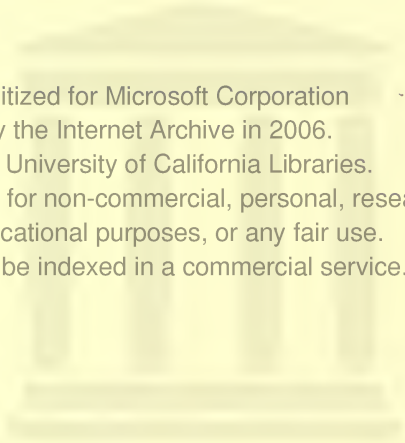 itized for Microsoft Corporation
y the Internet Archive in 2006.
University of California Libraries.
for non-commercial, personal, resea
cational purposes, or any fair use.
be indexed in a commercial service.